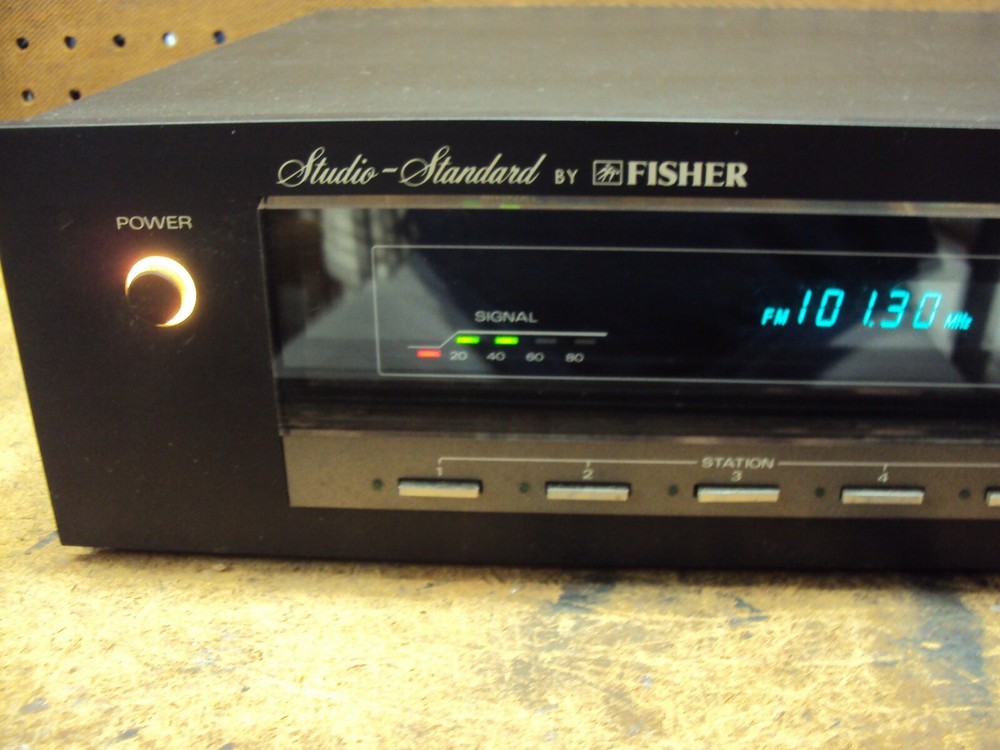 Studio-Standard BY FISHER
POWER
FM 101.30 MHz
SIGNAL
20 40 60 80
STATION
1 2 3 4